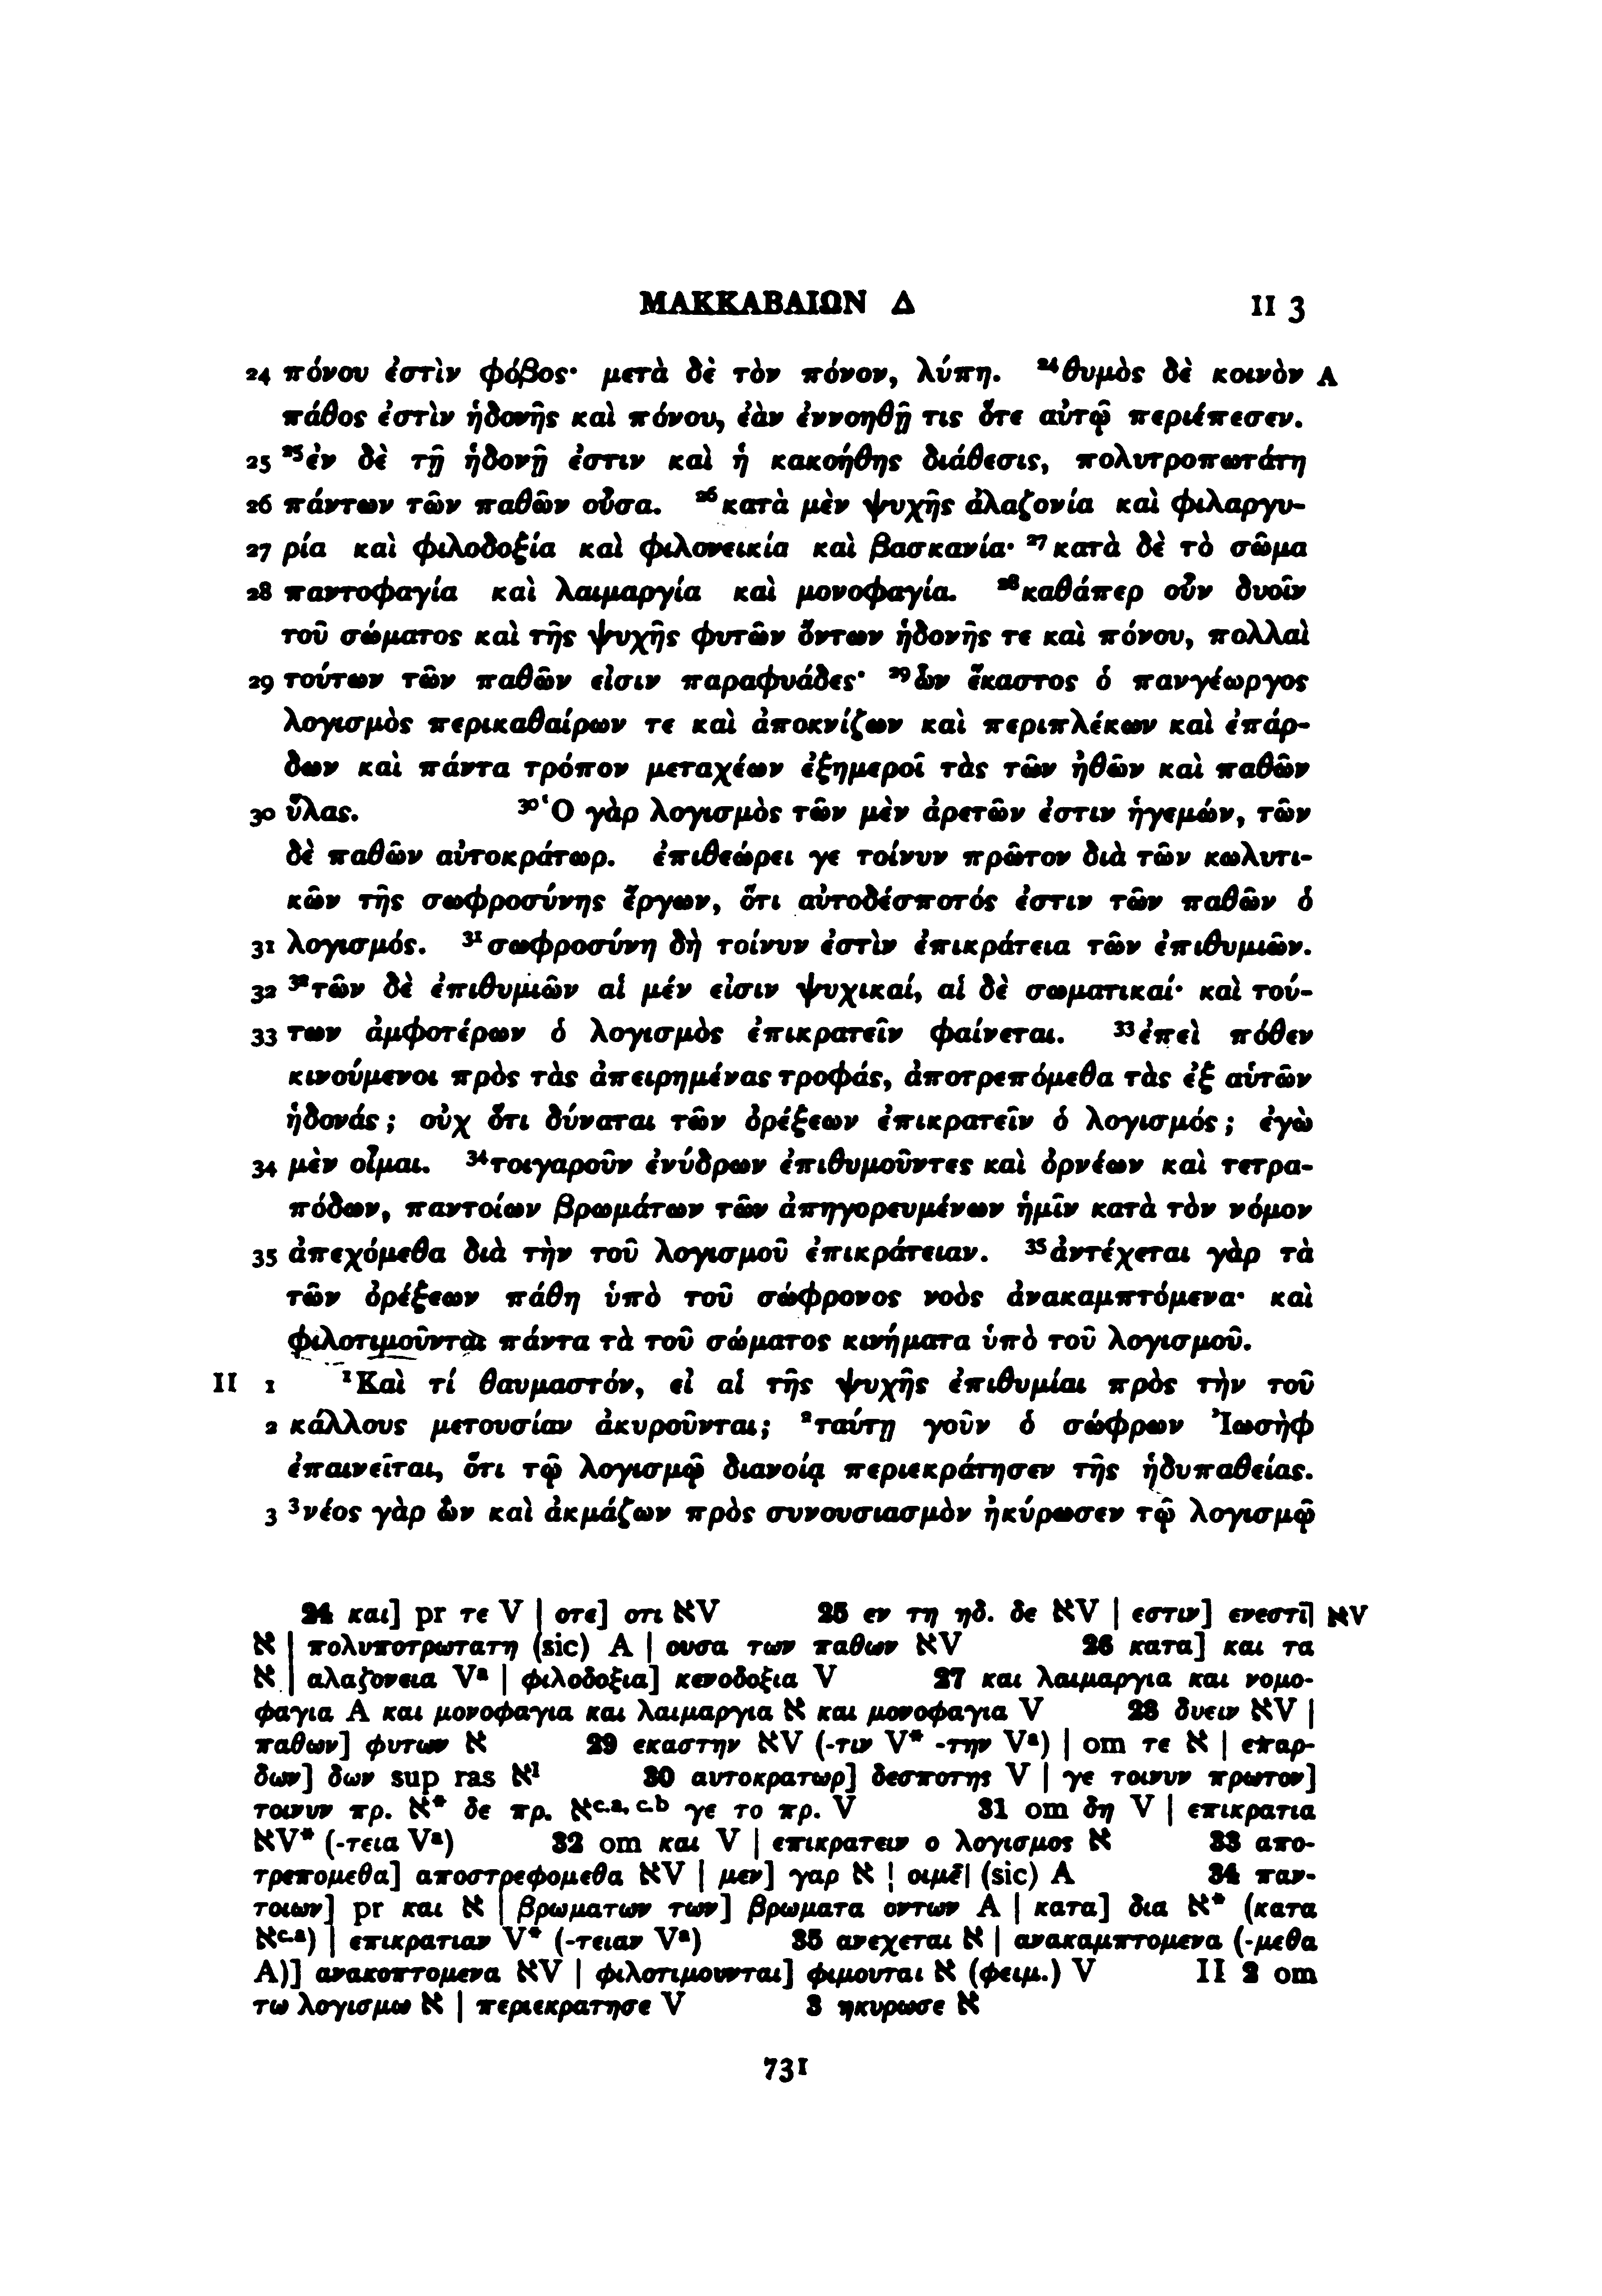 ΜΑΚΚΑΒΑΙΩΝ Δ II 3
24 πόνου ἐστὶν φόβος· μετὰ δὲ τὸν πόνον, λύπη. ²⁴θυμὸς δὲ κοινὸν A
πάθος ἐστὶν ἡδονῆς καὶ πόνου, ἐὰν ἐννοηθῇ τις ὅτε αὐτῷ περιέπεσεν.
25 ²⁵ἐν δὲ τῇ ἡδονῇ ἐστιν καὶ ἡ κακοήθης διάθεσις, πολυτροπωτάτη
26 πάντων τῶν παθῶν οὖσα. ²⁶κατὰ μὲν ψυχῆς ἀλαζονία καὶ φιλαργυ-
27 ρία καὶ φιλοδοξία καὶ φιλονεικία καὶ βασκανία· ²⁷κατὰ δὲ τὸ σῶμα
28 παντοφαγία καὶ λαιμαργία καὶ μονοφαγία. ²⁸καθάπερ οὖν δυοῖν
τοῦ σώματος καὶ τῆς ψυχῆς φυτῶν ὄντων ἡδονῆς τε καὶ πόνου, πολλαὶ
29 τούτων τῶν παθῶν εἰσιν παραφυάδες· ²⁹ὧν ἕκαστος ὁ πανγέωργος
λογισμὸς περικαθαίρων τε καὶ ἀποκνίζων καὶ περιπλέκων καὶ ἐπάρ-
δων καὶ πάντα τρόπον μεταχέων ἐξημεροῖ τὰς τῶν ἠθῶν καὶ παθῶν
30 ὕλας. ³⁰Ὁ γὰρ λογισμὸς τῶν μὲν ἀρετῶν ἐστιν ἡγεμών, τῶν
δὲ παθῶν αὐτοκράτωρ. ἐπιθεώρει γε τοίνυν πρῶτον διὰ τῶν κωλυτι-
κῶν τῆς σωφροσύνης ἔργων, ὅτι αὐτοδέσποτός ἐστιν τῶν παθῶν ὁ
31 λογισμός. ³¹σωφροσύνη δὴ τοίνυν ἐστὶν ἐπικράτεια τῶν ἐπιθυμιῶν.
32 ³²τῶν δὲ ἐπιθυμιῶν αἱ μέν εἰσιν ψυχικαί, αἱ δὲ σωματικαί· καὶ τού-
33 των ἀμφοτέρων ὁ λογισμὸς ἐπικρατεῖν φαίνεται. ³³ἐπεὶ πόθεν
κινούμενοι πρὸς τὰς ἀπειρημένας τροφάς, ἀποτρεπόμεθα τὰς ἐξ αὐτῶν
ἡδονάς; οὐχ ὅτι δύναται τῶν ὀρέξεων ἐπικρατεῖν ὁ λογισμός; ἐγὼ
34 μὲν οἶμαι. ³⁴τοιγαροῦν ἐνύδρων ἐπιθυμοῦντες καὶ ὀρνέων καὶ τετρα-
πόδων, παντοίων βρωμάτων τῶν ἀπηγορευμένων ἡμῖν κατὰ τὸν νόμον
35 ἀπεχόμεθα διὰ τὴν τοῦ λογισμοῦ ἐπικράτειαν. ³⁵ἀντέχεται γὰρ τὰ
τῶν ὀρέξεων πάθη ὑπὸ τοῦ σώφρονος νοὸς ἀνακαμπτόμενα· καὶ
φιλοτιμοῦνται πάντα τὰ τοῦ σώματος κινήματα ὑπὸ τοῦ λογισμοῦ.
II 1 ¹Καὶ τί θαυμαστόν, εἰ αἱ τῆς ψυχῆς ἐπιθυμίαι πρὸς τὴν τοῦ
2 κάλλους μετουσίαν ἀκυροῦνται; ²ταύτῃ γοῦν ὁ σώφρων Ἰωσὴφ
ἐπαινεῖται, ὅτι τῷ λογισμῷ διανοίᾳ περιεκράτησεν τῆς ἡδυπαθείας.
3 ³νέος γὰρ ὢν καὶ ἀκμάζων πρὸς συνουσιασμὸν ἠκύρωσεν τῷ λογισμῷ
24 και] pr τε V | οτε] οτι אV 25 εν τη ηδ. δε אV | εστιν] ενεστῑ| אV
א | πολυποτρωτατη (sic) A | ουσα των παθων אV 26 κατα] και τα
א | αλαζονεια Vᵃ | φιλοδοξια] κενοδοξια V 27 και λαιμαργια και νομο-
φαγια A και μονοφαγια και λαιμαργια א και μονοφαγια V 28 δυειν אV |
παθων] φυτων א 29 εκαστην אV (-τιν V* -την Vᵃ) | om τε א | επαρ-
δων] δων sup ras א¹ 30 αυτοκρατωρ] δεσποτης V | γε τοινυν πρωτον]
τοινυν πρ. א* δε πρ. אᶜ·ᵃ, ᶜ·ᵇ γε το πρ. V 31 om δη V | επικρατια
אV* (-τεια Vᵃ) 32 om και V | επικρατειν ο λογισμος א 33 απο-
τρεπομεθα] αποστρεφομεθα אV | μεν] γαρ א | οιμε̄| (sic) A 34 παν-
τοιων] pr και א | βρωματων των] βρωματα οντων A | κατα] δια א* (κατα
אᶜ·ᵃ) | επικρατιαν V* (-τειαν Vᵃ) 35 ανεχεται א | ανακαμπτομενα (-μεθα
A)] ανακοπτομενα אV | φιλοτιμουνται] φιμουται א (φειμ.) V II 2 om
τω λογισμω א | περιεκρατησε V 3 ηκυρωσε א
731